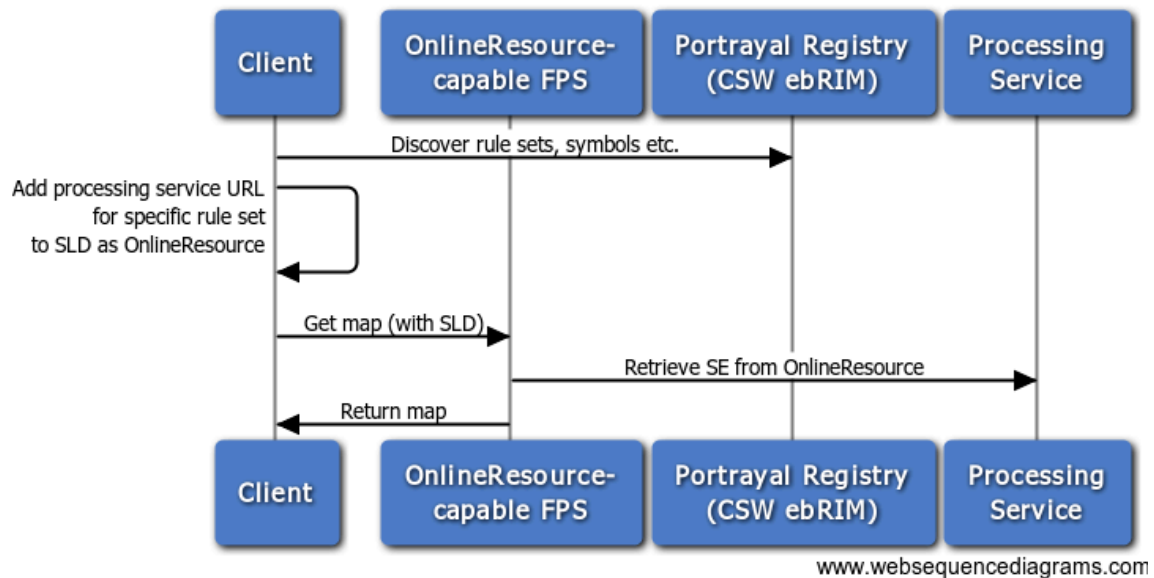 Client
OnlineResource-
capable FPS
Portrayal Registry
(CSW ebRIM)
Processing
Service
Discover rule sets, symbols etc.
Add processing service URL
for specific rule set
to SLD as OnlineResource
Get map (with SLD)
Retrieve SE from OnlineResource
Return map
Client
OnlineResource-
capable FPS
Portrayal Registry
(CSW ebRIM)
Processing
Service
www.websequencediagrams.com